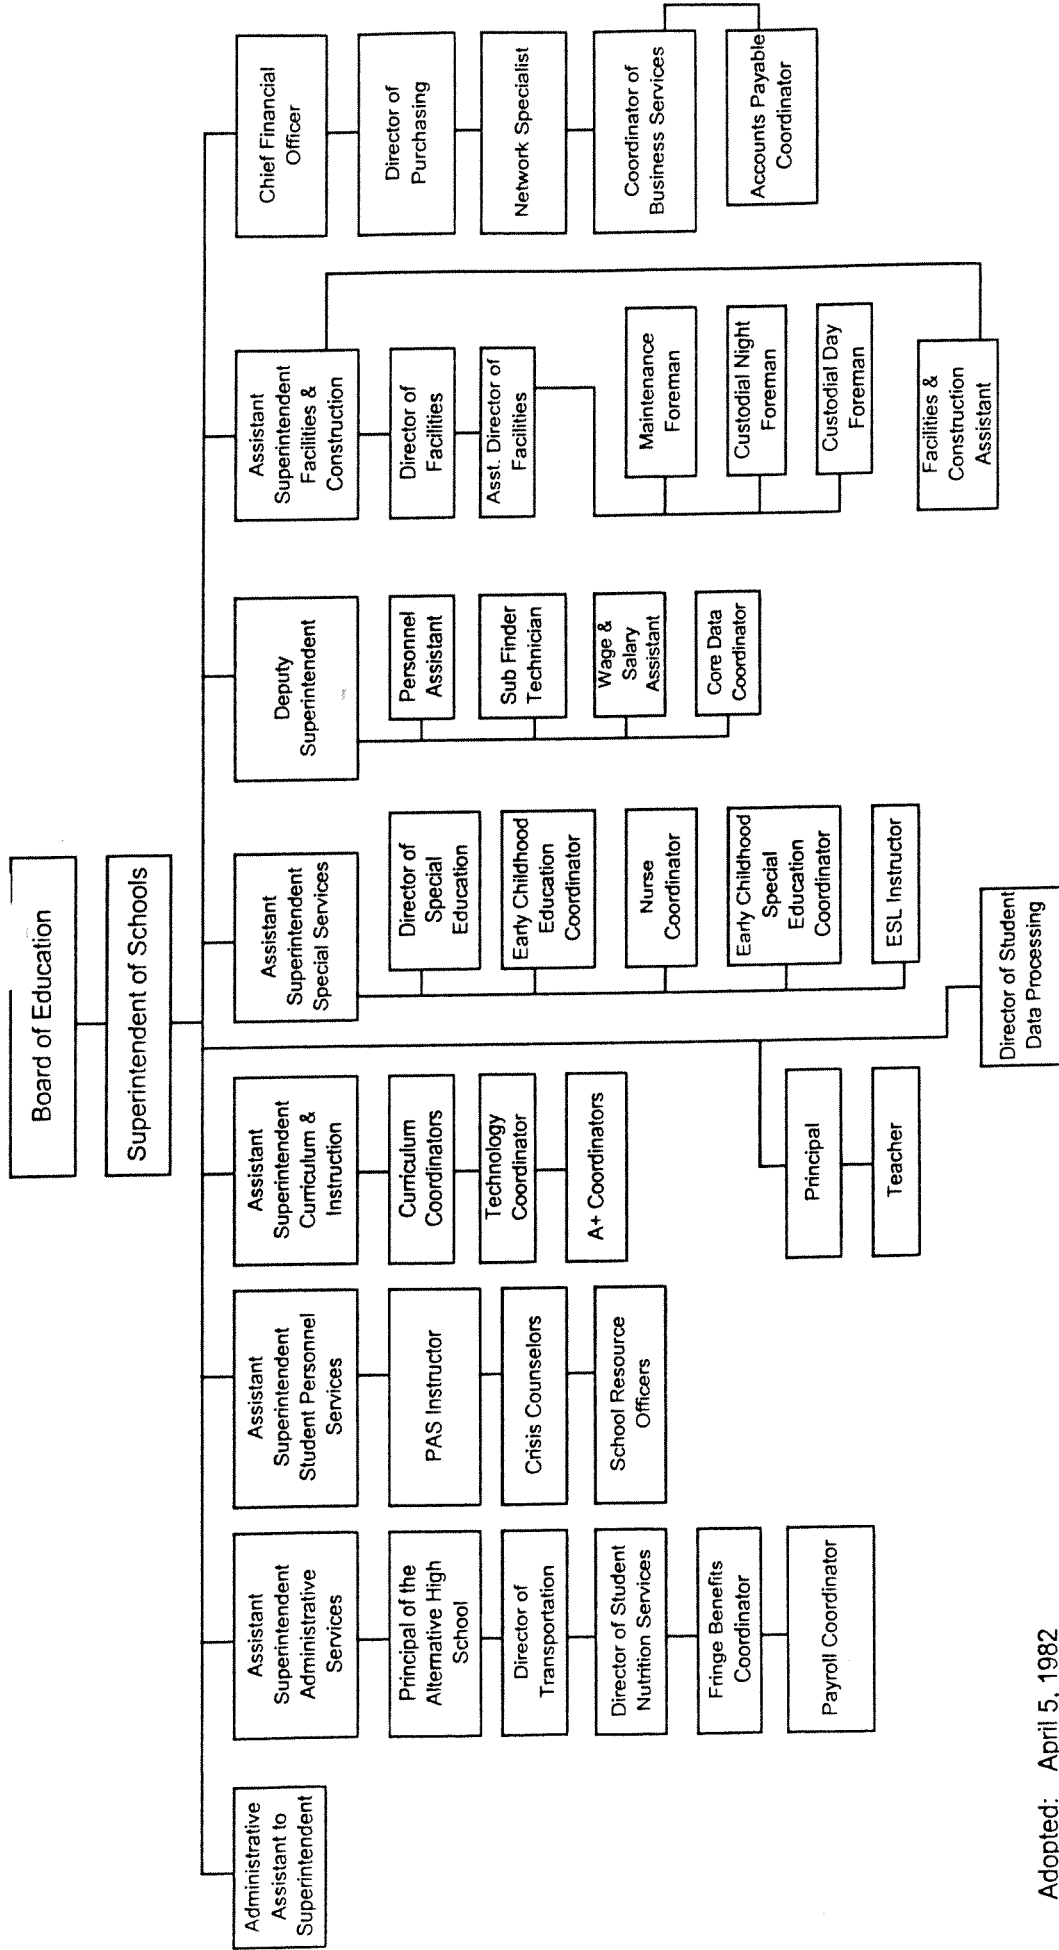 Board of Education
Superintendent of Schools
Administrative
Assistant to
Superintendent
Assistant
Superintendent
Administrative
Services
Principal of the
Alternative High
School
Director of
Transportation
Director of Student
Nutrition Services
Fringe Benefits
Coordinator
Payroll Coordinator
Assistant
Superintendent
Student Personnel
Services
PAS Instructor
Crisis Counselors
School Resource
Officers
Assistant
Superintendent
Curriculum &
Instruction
Curriculum
Coordinators
Technology
Coordinator
A+ Coordinators
Principal
Teacher
Director of Student
Data Processing
Assistant
Superintendent
Special Services
Director of
Special
Education
Early Childhood
Education
Coordinator
Nurse
Coordinator
Early Childhood
Special
Education
Coordinator
ESL Instructor
Deputy
Superintendent
Personnel
Assistant
Sub Finder
Technician
Wage &
Salary
Assistant
Core Data
Coordinator
Assistant
Superintendent
Facilities &
Construction
Director of
Facilities
Asst. Director of
Facilities
Maintenance
Foreman
Custodial Night
Foreman
Custodial Day
Foreman
Facilities &
Construction
Assistant
Chief Financial
Officer
Director of
Purchasing
Network Specialist
Coordinator of
Business Services
Accounts Payable
Coordinator
Adopted: April 5, 1982